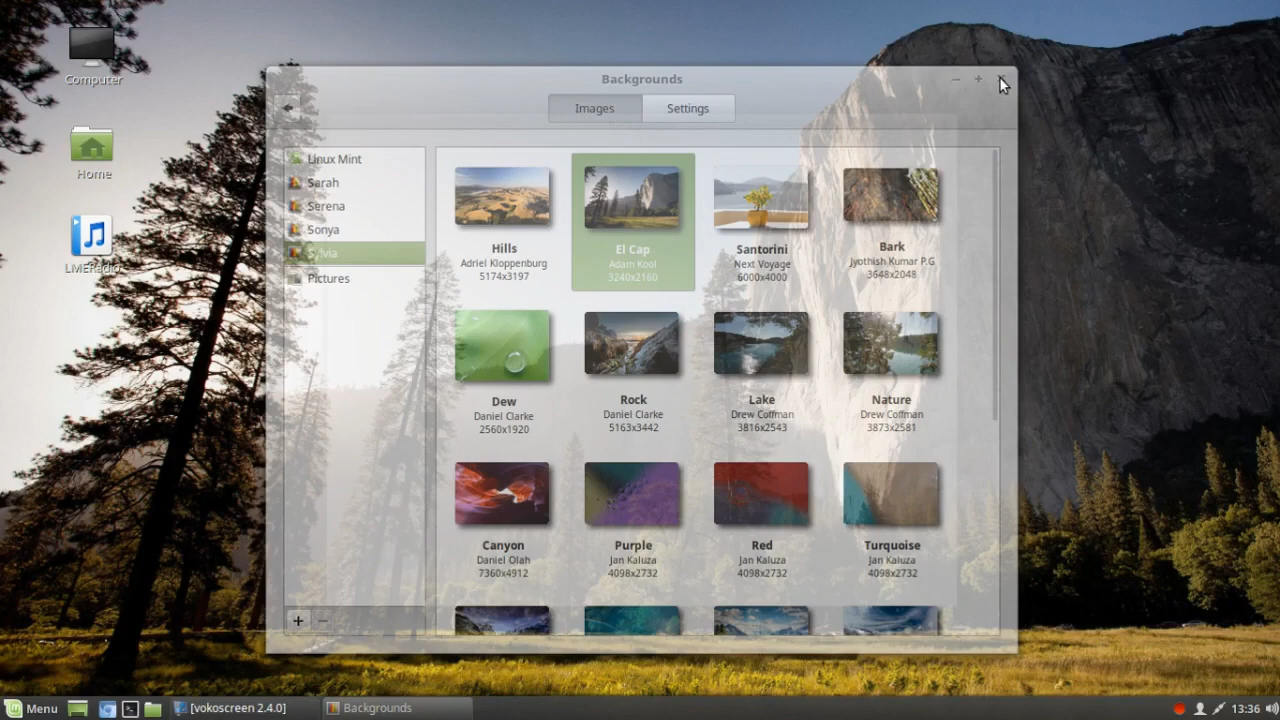 Computer
Home
LMERadio
Backgrounds
Images
Settings
Linux Mint
Sarah
Serena
Sonya
Sylvia
Pictures
Hills
Adriel Kloppenburg
5174x3197
El Cap
Adam Kool
3240x2160
Santorini
Next Voyage
6000x4000
Bark
Jyothish Kumar P.G
3648x2048
Dew
Daniel Clarke
2560x1920
Rock
Daniel Clarke
5163x3442
Lake
Drew Coffman
3816x2543
Nature
Drew Coffman
3873x2581
Canyon
Daniel Olah
7360x4912
Purple
Jan Kaluza
4098x2732
Red
Jan Kaluza
4098x2732
Turquoise
Jan Kaluza
4098x2732
Menu
[vokoscreen 2.4.0]
Backgrounds
13:36